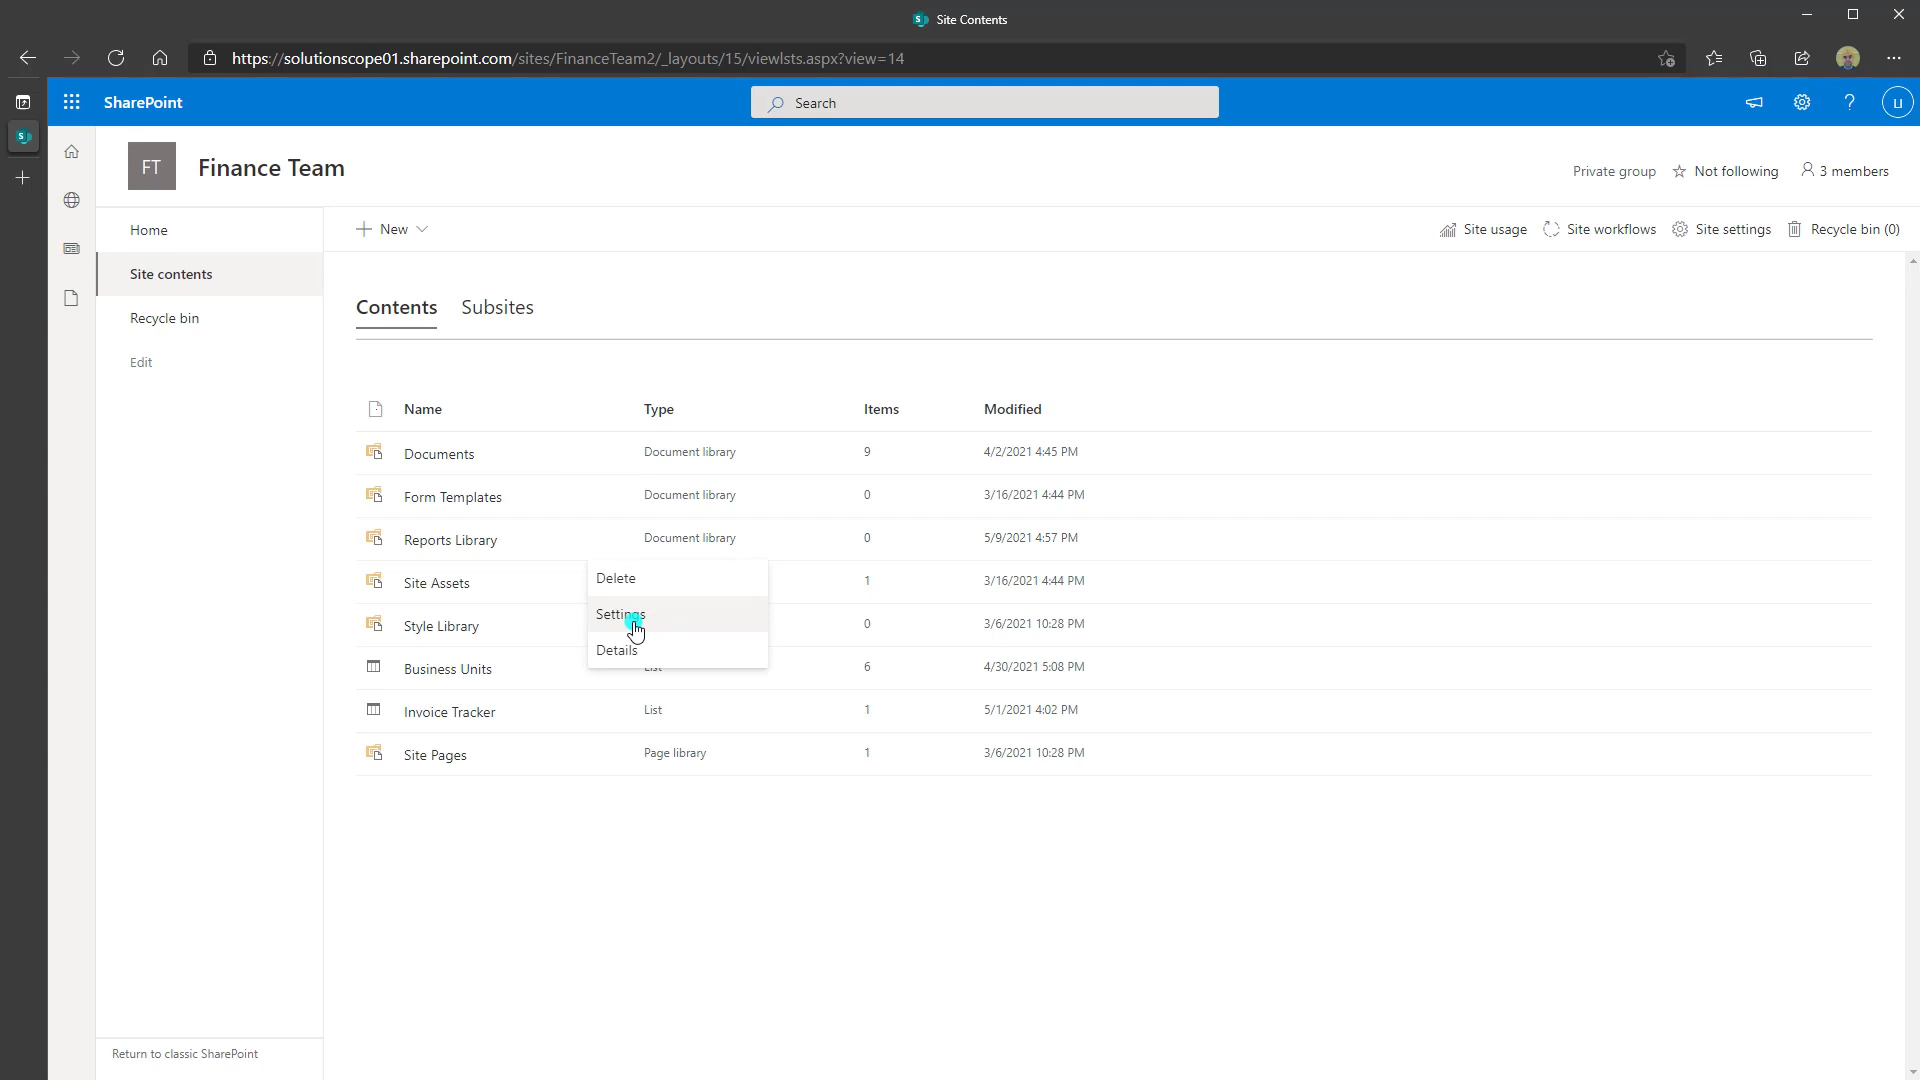 Site Contents
https://solutionscope01.sharepoint.com/sites/FinanceTeam2/_layouts/15/viewlsts.aspx?view=14
SharePoint
Search
LI
FT
Finance Team
Private group
Not following
3 members
Home
Site contents
Recycle bin
Edit
New
Site usage
Site workflows
Site settings
Recycle bin (0)
Contents
Subsites
Name Type Items Modified
Documents Document library 9 4/2/2021 4:45 PM
Form Templates Document library 0 3/16/2021 4:44 PM
Reports Library Document library 0 5/9/2021 4:57 PM
Site Assets 1 3/16/2021 4:44 PM
Style Library 0 3/6/2021 10:28 PM
Business Units List 6 4/30/2021 5:08 PM
Invoice Tracker List 1 5/1/2021 4:02 PM
Site Pages Page library 1 3/6/2021 10:28 PM
Delete
Settings
Details
Return to classic SharePoint